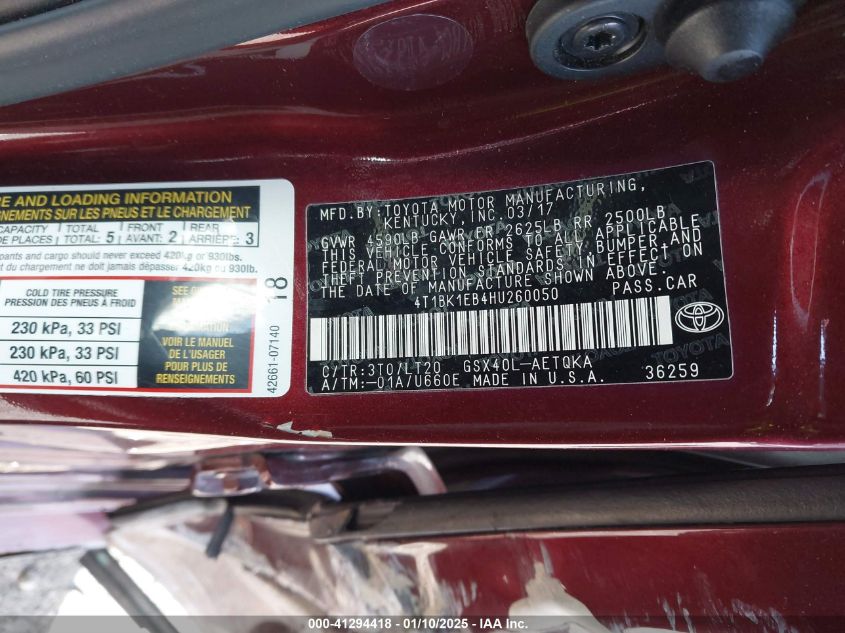 RE AND LOADING INFORMATION
GNEMENTS SUR LES PNEUS ET LE CHARGEMENT
CAPACITY TOTAL 5 FRONT 2 REAR 3
DE PLACES TOTAL: AVANT: ARRIÈRE:
pants and cargo should never exceed 420kg or 930lbs.
t du chargement ne doit jamais dépasser 420kg ou 930lb.
COLD TIRE PRESSURE
PRESSION DES PNEUS À FROID
230 kPa, 33 PSI
230 kPa, 33 PSI
420 kPa, 60 PSI
VOIR LE MANUEL
DE L'USAGER
POUR PLUS DE
RENSEIGNEMENTS
18
42661-07140
MFD.BY:TOYOTA MOTOR MANUFACTURING,
KENTUCKY,INC.03/17
GVWR 4590LB GAWR FR 2625LB RR 2500LB
THIS VEHICLE CONFORMS TO ALL APPLICABLE
FEDERAL MOTOR VEHICLE SAFETY,BUMPER,AND
THEFT PREVENTION STANDARDS IN EFFECT ON
THE DATE OF MANUFACTURE SHOWN ABOVE.
4T1BK1EB4HU260050 PASS.CAR
C/TR:3T0/LT20 GSX40L-AETQKA
A/TM:-01A/U660E MADE IN U.S.A. 36259
000-41294418 - 01/10/2025 - IAAI.COM